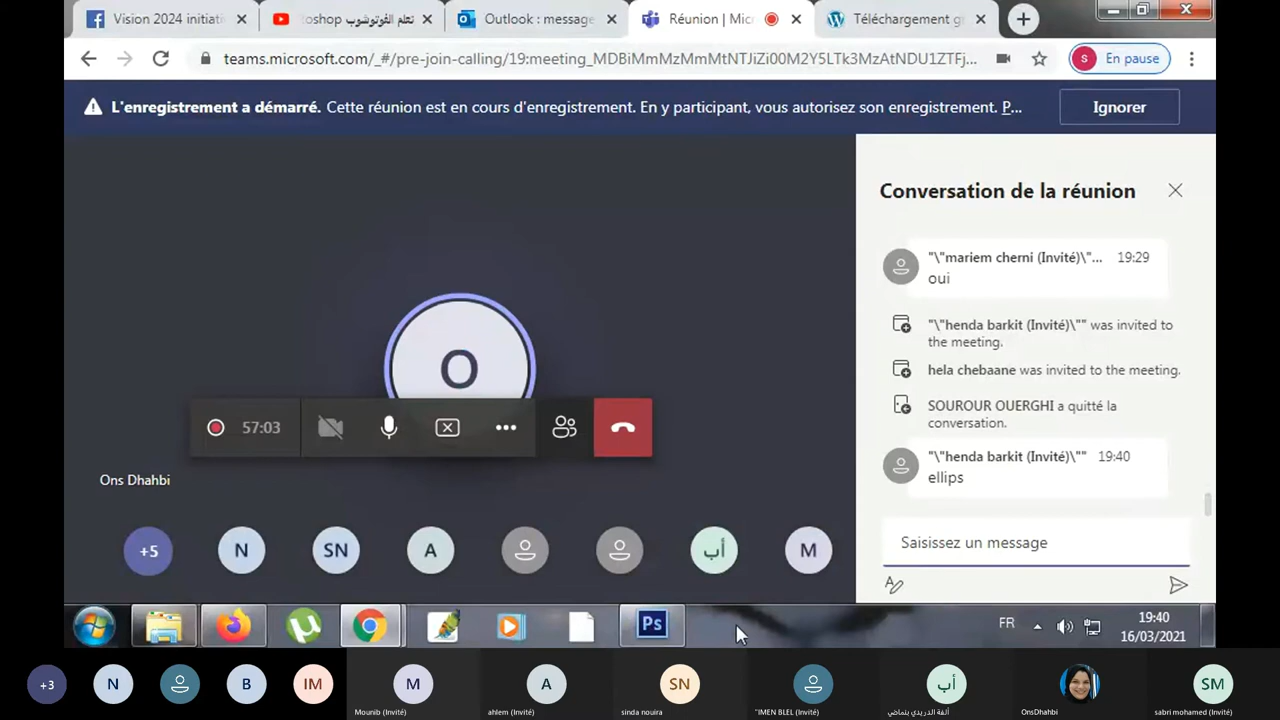 Vision 2024 initiati
تعلم الفوتوشوب toshop
Outlook : message
Réunion | Mic
Téléchargement gr
teams.microsoft.com/_#/pre-join-calling/19:meeting_MDBiMmMzMmMtNTJiZi00M2Y5LTk3MzAtNDU1ZTFj...
S
En pause
L'enregistrement a démarré. Cette réunion est en cours d'enregistrement. En y participant, vous autorisez son enregistrement. P...
Ignorer
Conversation de la réunion
"\"mariem cherni (Invité)\"... 19:29
oui
"\"henda barkit (Invité)\"" was invited to
the meeting.
hela chebaane was invited to the meeting.
SOUROUR OUERGHI a quitté la
conversation.
"\"henda barkit (Invité)\"" 19:40
ellips
Saisissez un message
O
57:03
Ons Dhahbi
+5
N
SN
A
أب
M
Ps
FR
19:40
16/03/2021
+3
N
B
IM
M
A
SN
أب
SM
Mounib (Invité)
ahlem (Invité)
sinda nouira
"IMEN BLEL (Invité)
ألفة الدريدي بنماضي
OnsDhahbi
sabri mohamed (Invité)